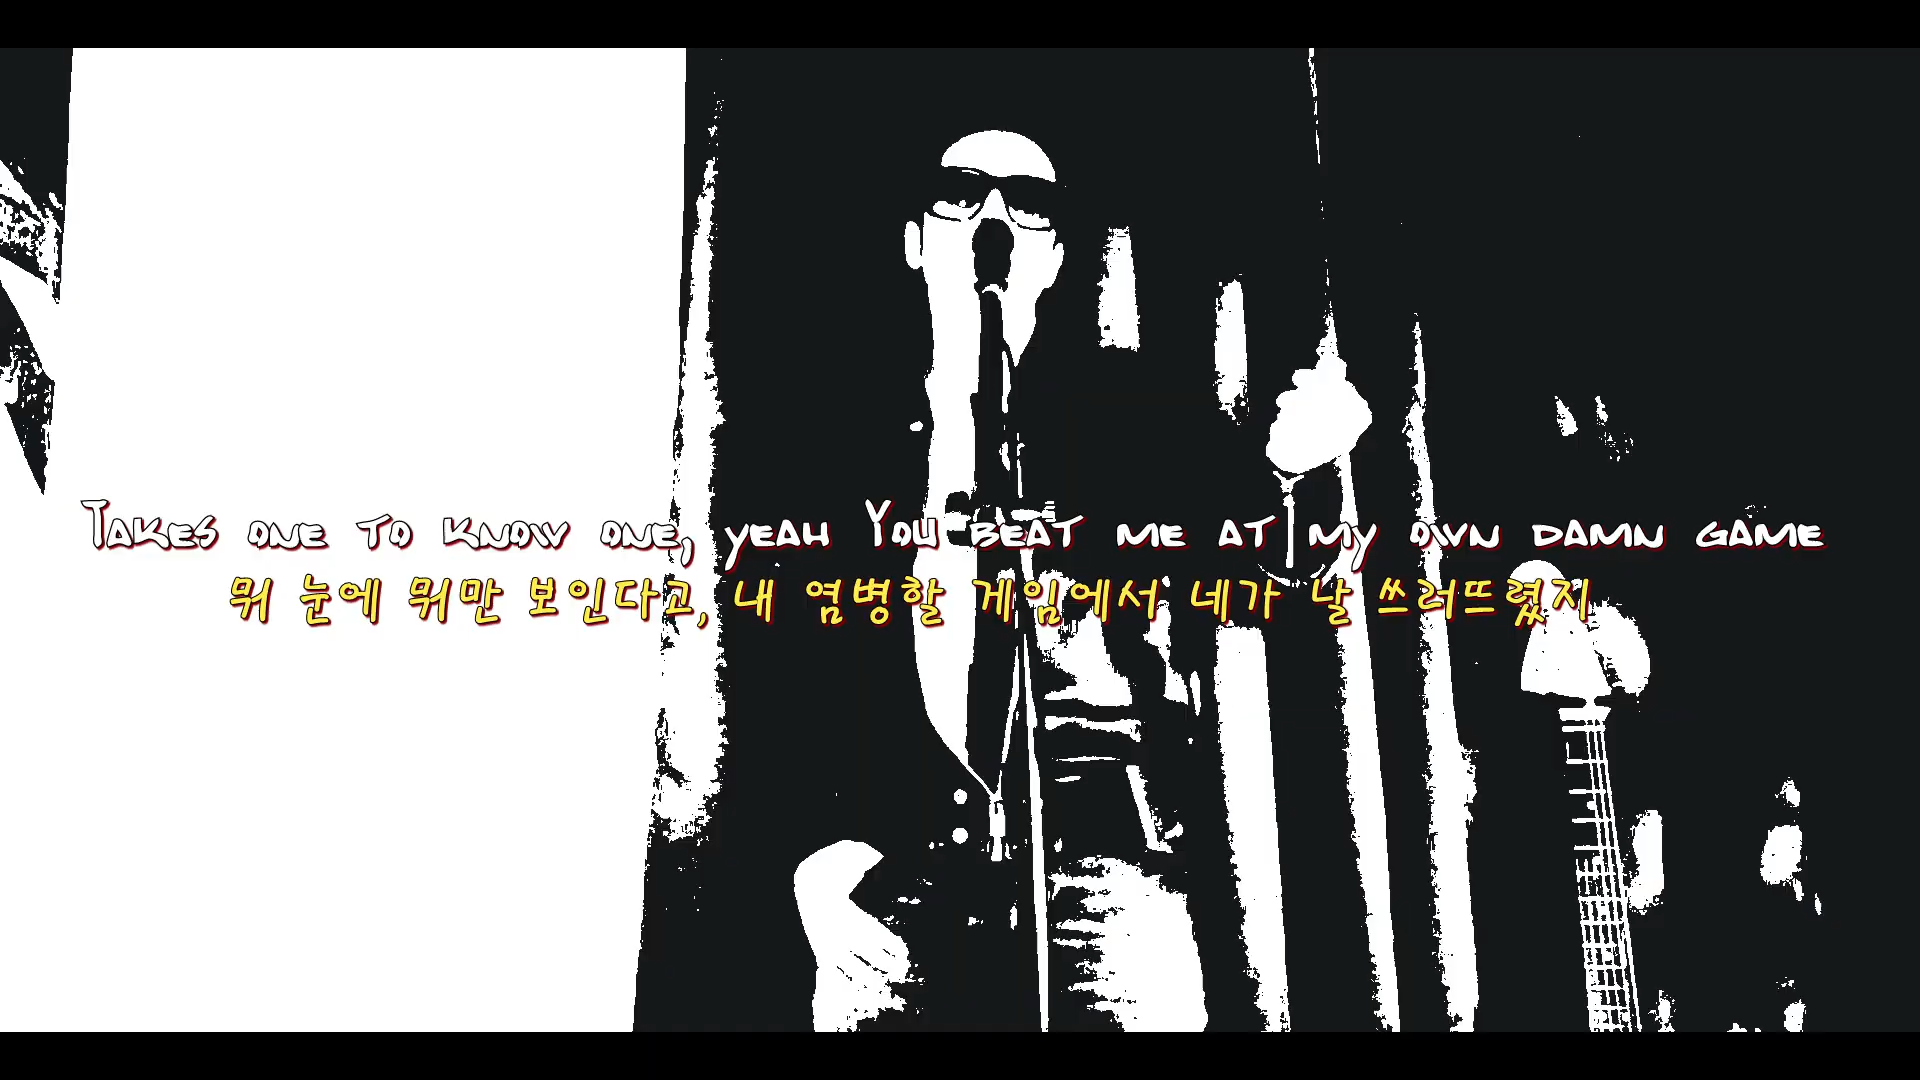 Takes one to know one, yeah You beat me at my own damn game
뭐 눈에 뭐만 보인다고, 내 염병할 게임에서 네가 날 쓰러뜨렸지